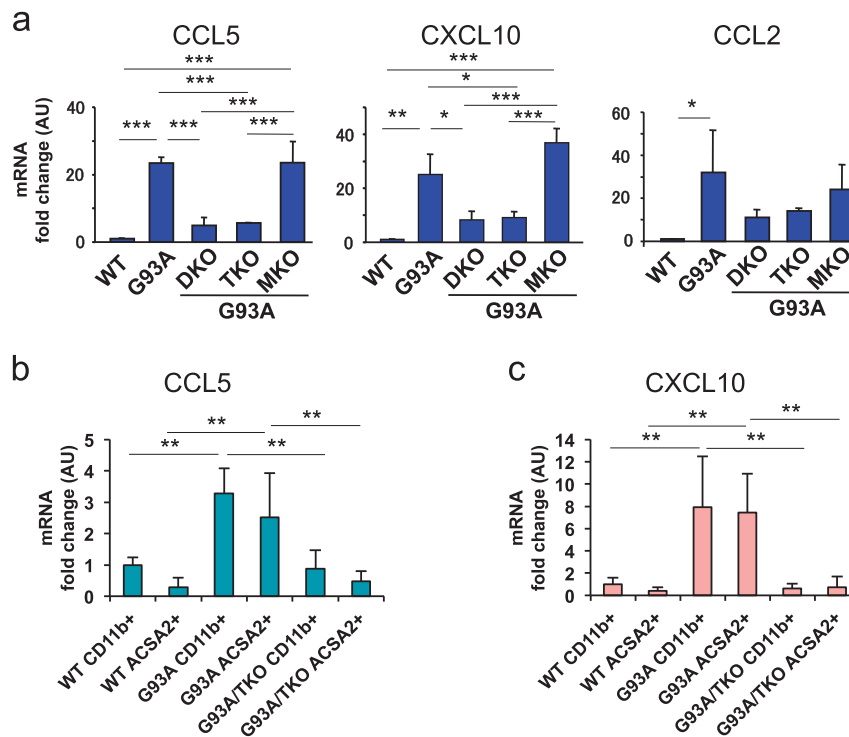 a
CCL5
CXCL10
CCL2
mRNA
fold change (AU)
40
20
0
***
***
***
***
***
***
WT
G93A
DKO
TKO
MKO
G93A
40
20
0
***
*
***
**
*
***
WT
G93A
DKO
TKO
MKO
G93A
60
40
20
0
*
WT
G93A
DKO
TKO
MKO
G93A
b
CCL5
mRNA
fold change (AU)
5
4
3
2
1
0
**
**
**
**
WT CD11b+
WT ACSA2+
G93A CD11b+
G93A ACSA2+
G93A/TKO CD11b+
G93A/TKO ACSA2+
c
CXCL10
mRNA
fold change (AU)
14
12
10
8
6
4
2
0
**
**
**
**
WT CD11b+
WT ACSA2+
G93A CD11b+
G93A ACSA2+
G93A/TKO CD11b+
G93A/TKO ACSA2+